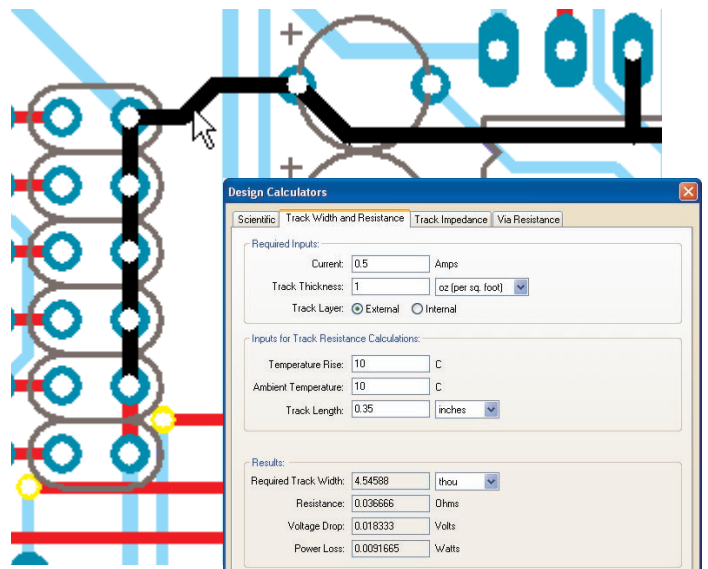 +
+
Design Calculators
Scientific Track Width and Resistance Track Impedance Via Resistance
Required Inputs:
Current: 0.5 Amps
Track Thickness: 1 oz (per sq. foot)
Track Layer: External Internal
Inputs for Track Resistance Calculations:
Temperature Rise: 10 C
Ambient Temperature: 10 C
Track Length: 0.35 inches
Results:
Required Track Width: 4.54588 thou
Resistance: 0.036666 Ohms
Voltage Drop: 0.018333 Volts
Power Loss: 0.0091665 Watts